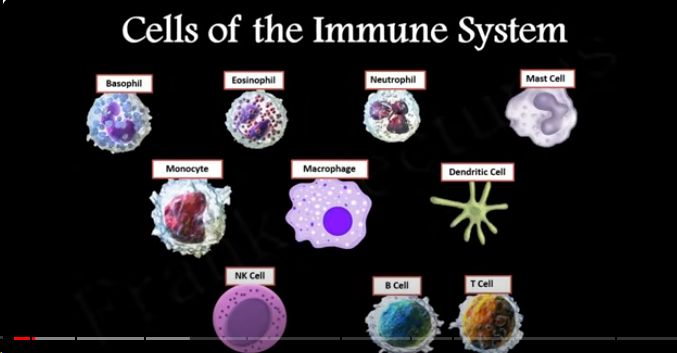 Cells of the Immune System
Basophil
Eosinophil
Neutrophil
Mast Cell
Monocyte
Macrophage
Dendritic Cell
NK Cell
B Cell
T Cell